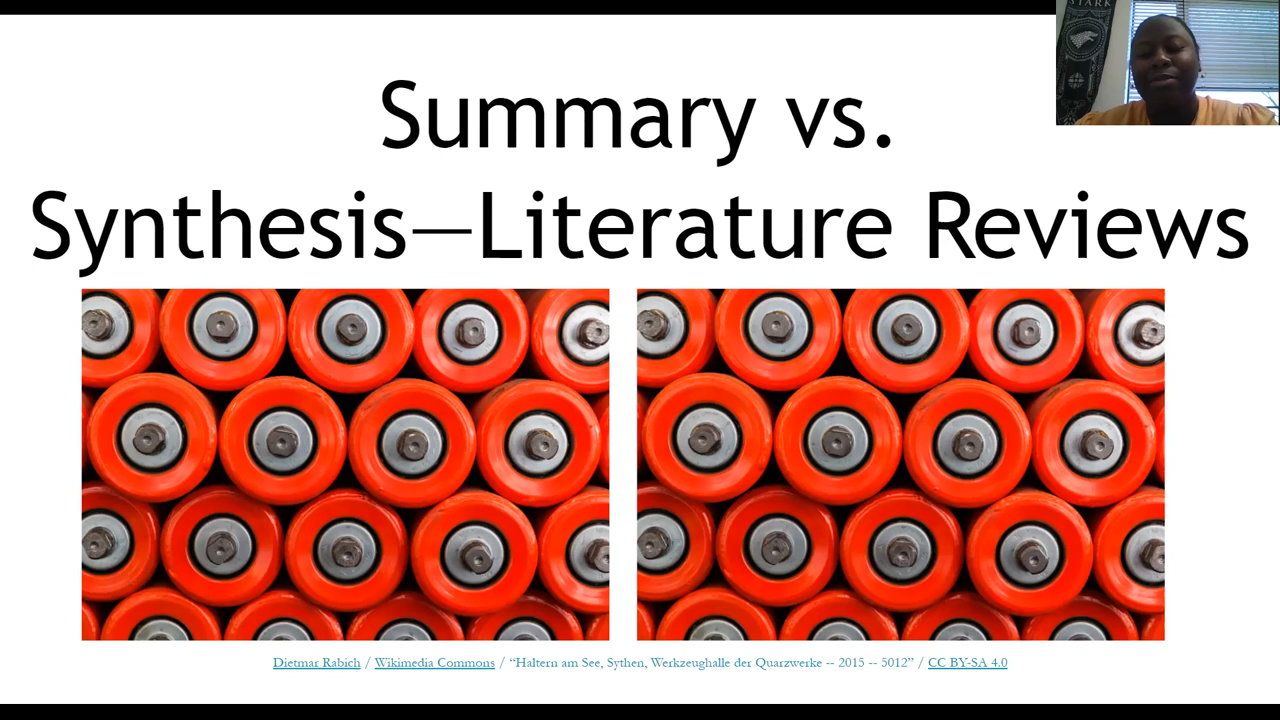 STARK
Summary vs.
Synthesis—Literature Reviews
Dietmar Rabich / Wikimedia Commons / “Haltern am See, Sythen, Werkzeughalle der Quarzwerke -- 2015 -- 5012” / CC BY-SA 4.0